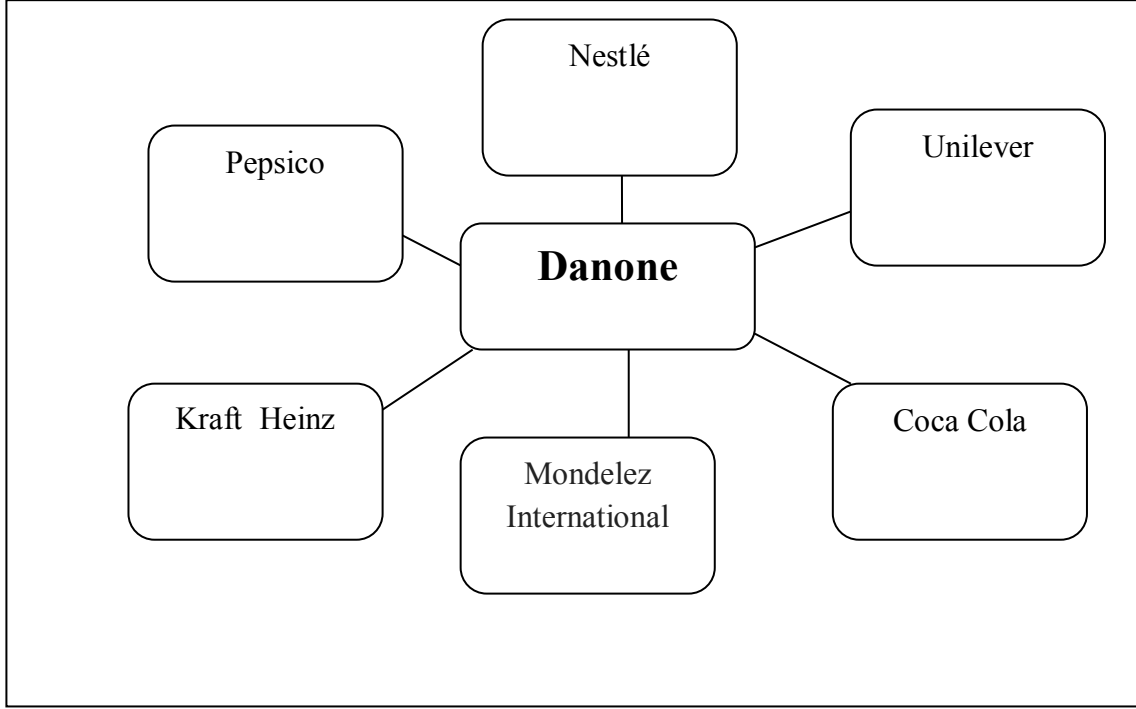 Nestlé
Unilever
Pepsico
Danone
Kraft Heinz
Coca Cola
Mondelez
International